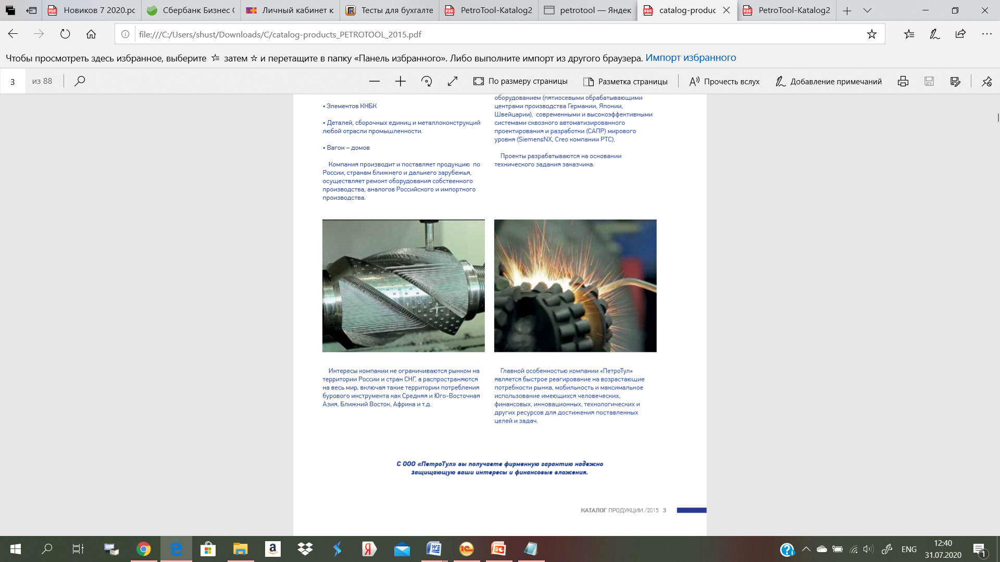 Новиков 7 2020.pc
Сбербанк Бизнес
Личный кабинет к
Тесты для бухгалте
PetroTool-Katalog2
petrotool — Яндек
catalog-produc
PetroTool-Katalog2
file:///C:/Users/shust/Downloads/C/catalog-products_PETROTOOL_2015.pdf
Чтобы просмотреть здесь избранное, выберите затем и перетащите в папку «Панель избранного». Либо выполните импорт из другого браузера. Импорт избранного
3 из 88
По размеру страницы
Разметка страницы
Прочесть вслух
Добавление примечаний
• Элементов КНБК
• Деталей, сборочных единиц и металлоконструкций
любой отрасли промышленности.
• Вагон – домов
Компания производит и поставляет продукцию по
России, странам ближнего и дальнего зарубежья,
осуществляет ремонт оборудования собственного
производства, аналогов Российского и импортного
производства.
оборудованием (пятиосевыми обрабатывающими
центрами производства Германии, Японии,
Швейцарии), современными и высокоэффективными
системами сквозного автоматизированного
проектирования и разработки (САПР) мирового
уровня (SiemensNX, Creo компании PTC).
Проекты разрабатываются на основании
технического задания заказчика.
Интересы компании не ограничиваются рынком на
территории России и стран СНГ, а распространяются
на весь мир, включая такие территории потребления
бурового инструмента как Средняя и Юго-Восточная
Азия, Ближний Восток, Африка и т.д.
Главной особенностью компании «ПетроТул»
является быстрое реагирование на возрастающие
потребности рынка, мобильность и максимальное
использование имеющихся человеческих,
финансовых, инновационных, технологических и
других ресурсов для достижения поставленных
целей и задач.
С ООО «ПетроТул» вы получаете фирменную гарантию надежно
защищающую ваши интересы и финансовые вложения.
КАТАЛОГ ПРОДУКЦИИ /2015 3
ENG
12:40
31.07.2020
1